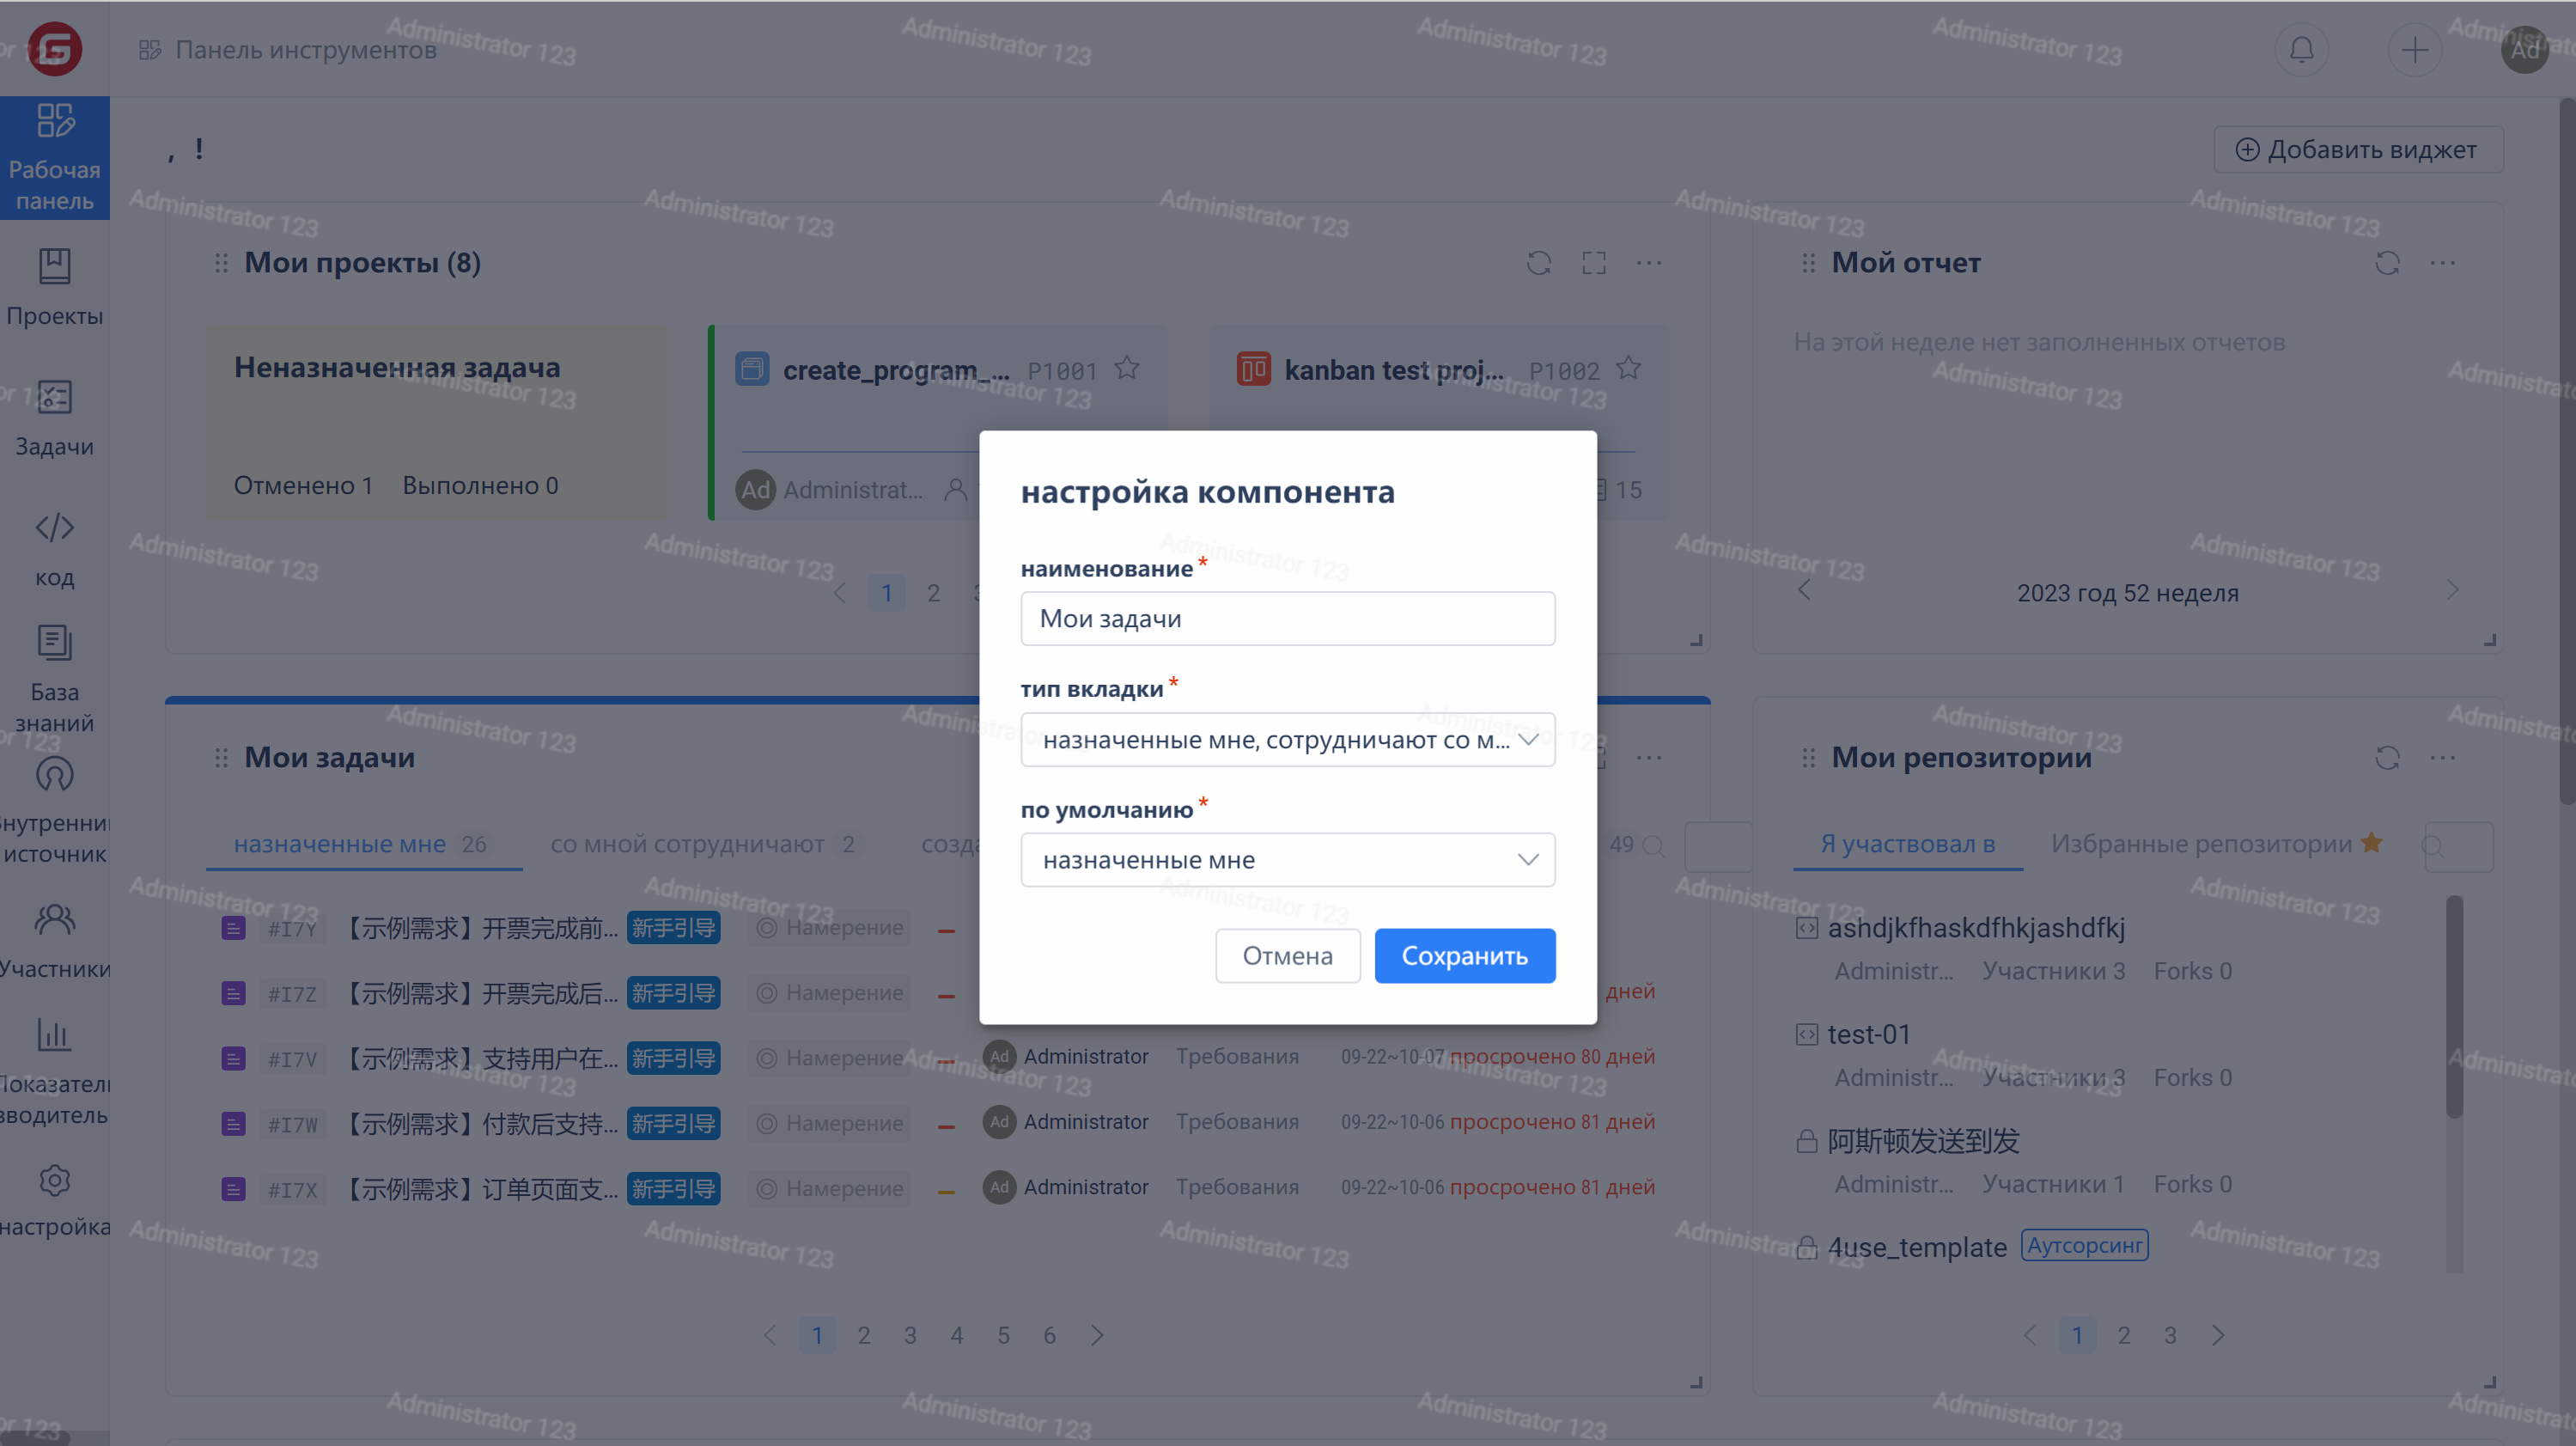 Панель инструментов
Ad
Рабочая
панель
Проекты
Задачи
код
База
знаний
источник
Участники
настройка
, !
Добавить виджет
Мои проекты (8)
Неназначенная задача
Отменено 1 Выполнено 0
create_program_... P1001
Ad Administrat...
kanban test proj... P1002
15
1 2
Мой отчет
На этой неделе нет заполненных отчетов
2023 год 52 неделя
настройка компонента
наименование *
Мои задачи
тип вкладки *
назначенные мне, сотрудничают со м...
по умолчанию *
назначенные мне
Отмена Сохранить
Мои задачи
назначенные мне 26 со мной сотрудничают 2 49
#I7Y 【示例需求】开票完成前... 新手引导 Намерение
#I7Z 【示例需求】开票完成后... 新手引导 Намерение дней
#I7V 【示例需求】支持用户在... 新手引导 Намерение Ad Administrator Требования 09-22~10-07 просрочено 80 дней
#I7W 【示例需求】付款后支持... 新手引导 Намерение Ad Administrator Требования 09-22~10-06 просрочено 81 дней
#I7X 【示例需求】订单页面支... 新手引导 Намерение Ad Administrator Требования 09-22~10-06 просрочено 81 дней
1 2 3 4 5 6
Мои репозитории
Я участвовал в Избранные репозитории
ashdjkfhaskdfhkjashdfkj
Administr... Участники 3 Forks 0
test-01
Administr... Участники 3 Forks 0
阿斯顿发送到发
Administr... Участники 1 Forks 0
4use_template Аутсорсинг
1 2 3
Administrator 123